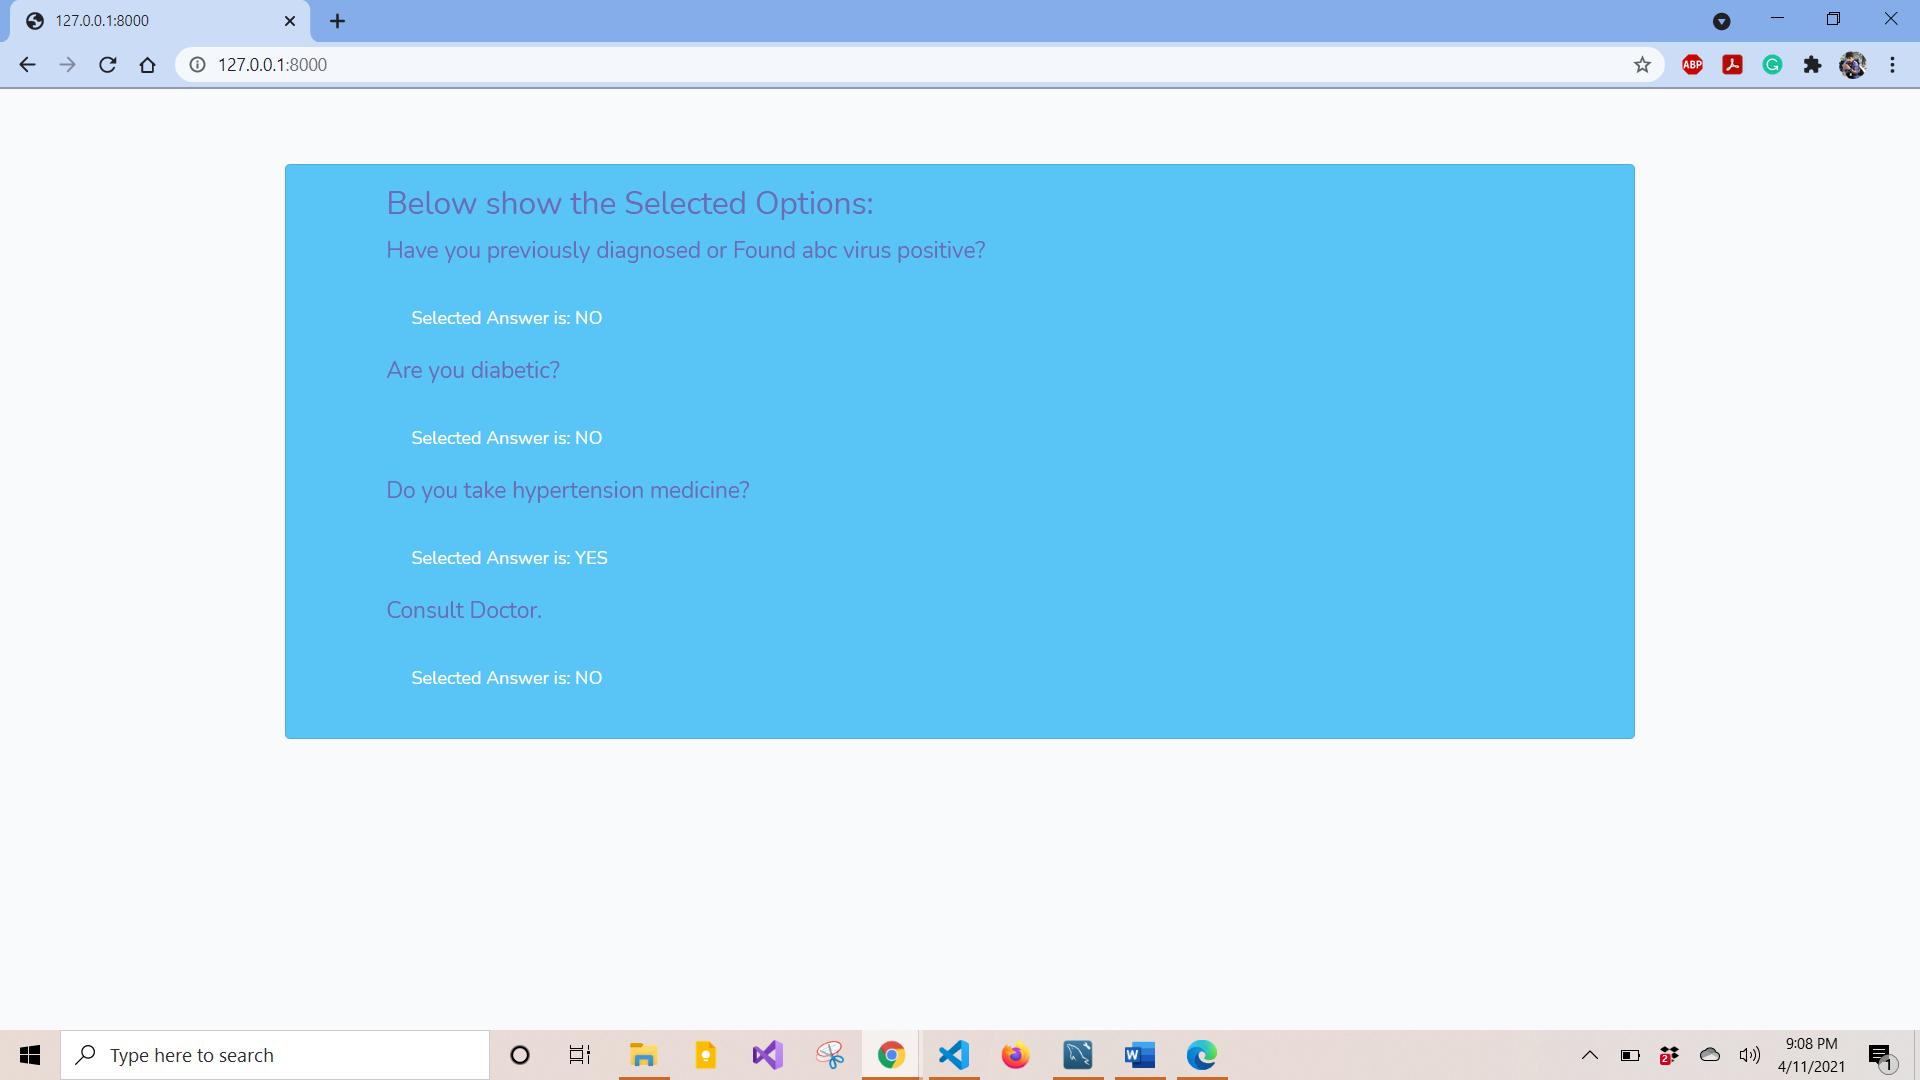 127.0.0.1:8000
127.0.0.1:8000
ABP
Below show the Selected Options:
Have you previously diagnosed or Found abc virus positive?
Selected Answer is: NO
Are you diabetic?
Selected Answer is: NO
Do you take hypertension medicine?
Selected Answer is: YES
Consult Doctor.
Selected Answer is: NO
Type here to search
W
2
9:08 PM
4/11/2021
1